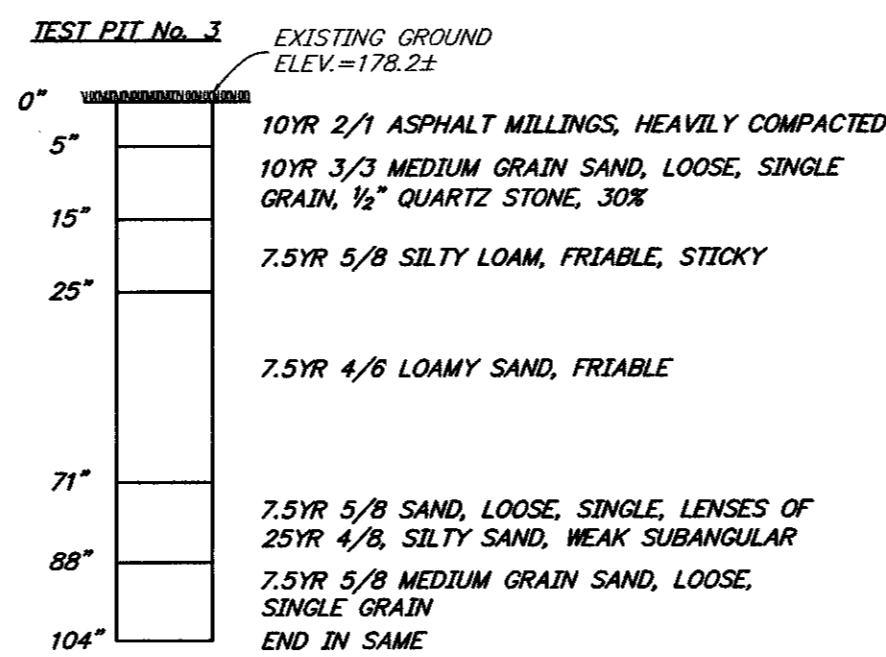 TEST PIT No. 3
EXISTING GROUND
ELEV.=178.2±
0"
10YR 2/1 ASPHALT MILLINGS, HEAVILY COMPACTED
5"
10YR 3/3 MEDIUM GRAIN SAND, LOOSE, SINGLE
GRAIN, ½" QUARTZ STONE, 30%
15"
7.5YR 5/8 SILTY LOAM, FRIABLE, STICKY
25"
7.5YR 4/6 LOAMY SAND, FRIABLE
71"
7.5YR 5/8 SAND, LOOSE, SINGLE, LENSES OF
25YR 4/8, SILTY SAND, WEAK SUBANGULAR
88"
7.5YR 5/8 MEDIUM GRAIN SAND, LOOSE,
SINGLE GRAIN
104"
END IN SAME